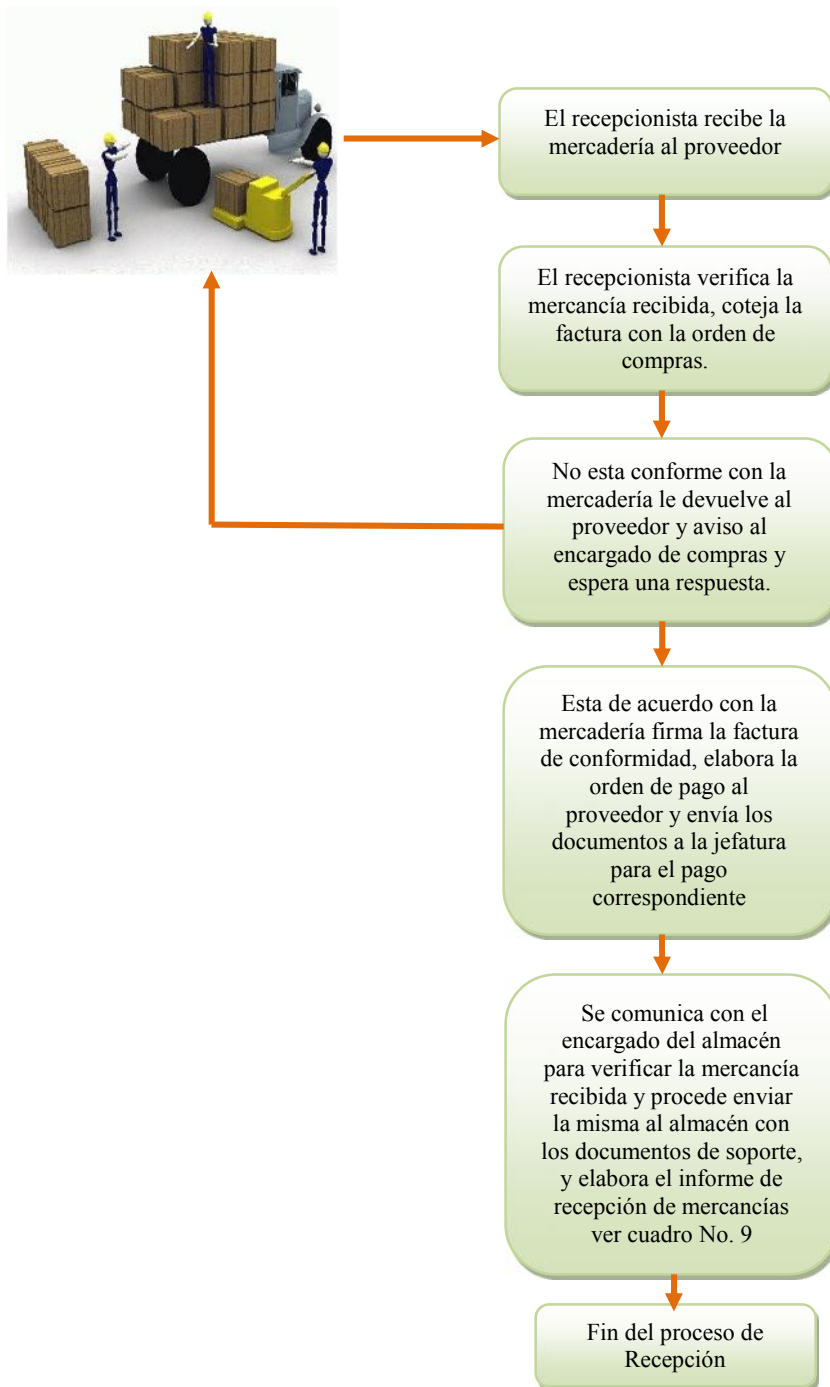 El recepcionista recibe la
mercadería al proveedor
El recepcionista verifica la
mercancía recibida, coteja la
factura con la orden de
compras.
No esta conforme con la
mercadería le devuelve al
proveedor y aviso al
encargado de compras y
espera una respuesta.
Esta de acuerdo con la
mercadería firma la factura
de conformidad, elabora la
orden de pago al
proveedor y envía los
documentos a la jefatura
para el pago
correspondiente
Se comunica con el
encargado del almacén
para verificar la mercancía
recibida y procede enviar
la misma al almacén con
los documentos de soporte,
y elabora el informe de
recepción de mercancías
ver cuadro No. 9
Fin del proceso de
Recepción